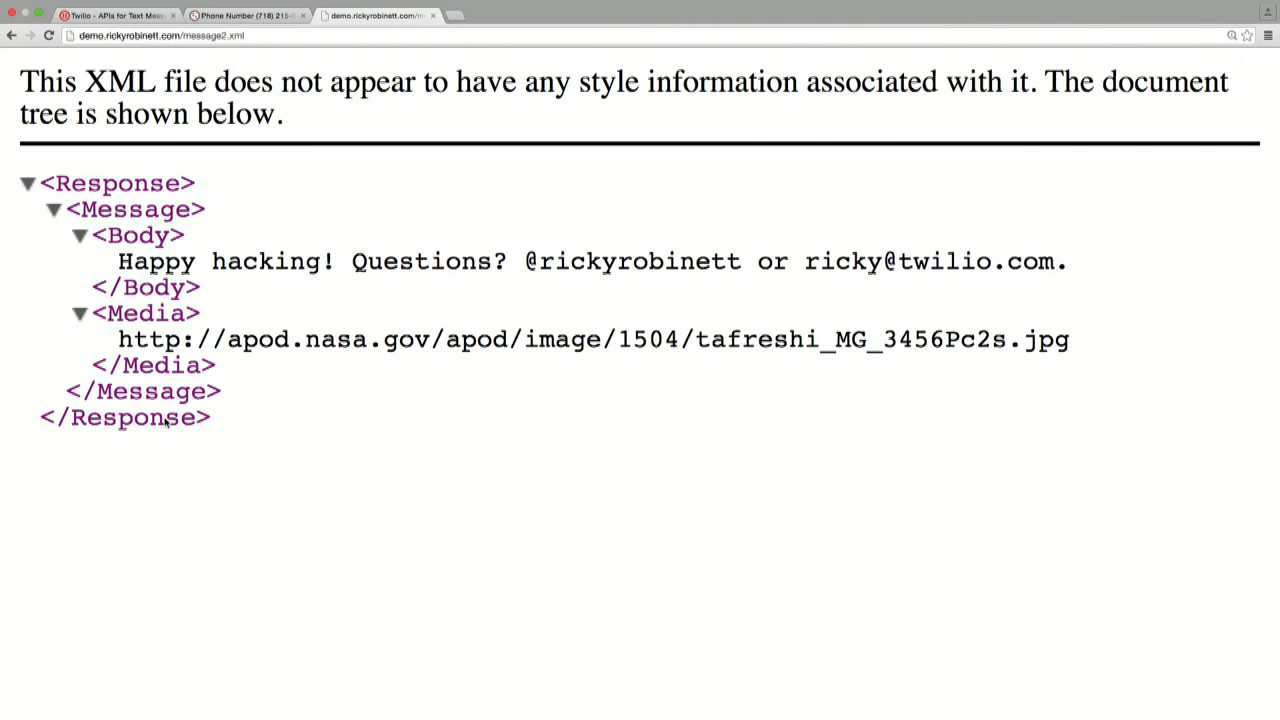 Twilio - APIs for Text Mess
Phone Number (718) 215-
demo.rickyrobinett.com/m
demo.rickyrobinett.com/message2.xml
This XML file does not appear to have any style information associated with it. The document
tree is shown below.
<Response>
<Message>
<Body>
Happy hacking! Questions? @rickyrobinett or ricky@twilio.com.
</Body>
<Media>
http://apod.nasa.gov/apod/image/1504/tafreshi_MG_3456Pc2s.jpg
</Media>
</Message>
</Response>